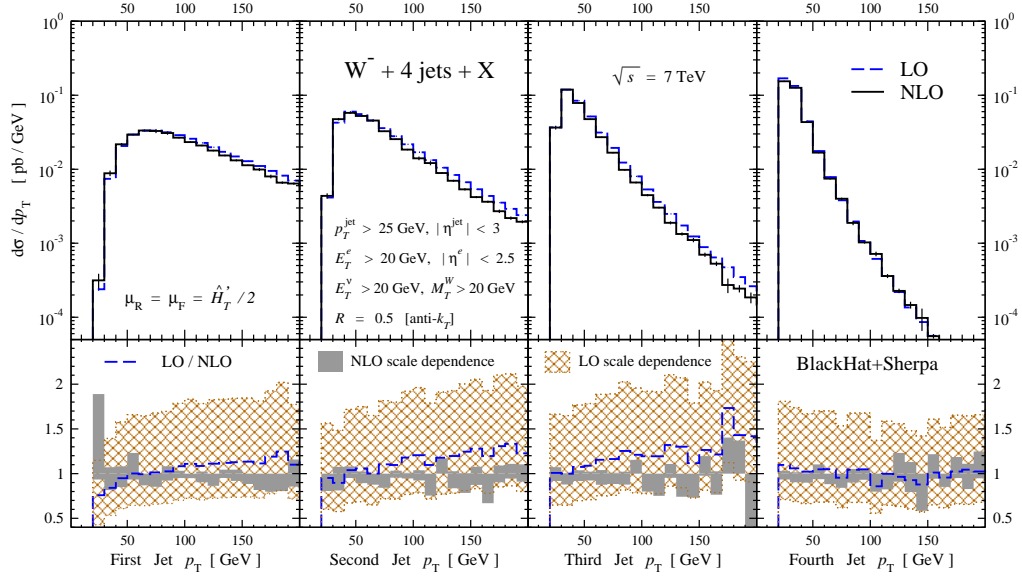 50 100 150 50 100 150 50 100 150 50 100 150
10^0 10^0
10^-1 10^-1
10^-2 10^-2
10^-3 10^-3
10^-4 10^-4
dσ / dp_T [ pb / GeV ]
W^- + 4 jets + X
√s = 7 TeV
LO
NLO
μ_R = μ_F = Ĥ_T' / 2
p_T^jet > 25 GeV, | η^jet | < 3
E_T^e > 20 GeV, | η^e | < 2.5
E_T^ν > 20 GeV, M_T^W > 20 GeV
R = 0.5 [anti-k_T]
LO / NLO
NLO scale dependence
LO scale dependence
BlackHat+Sherpa
2 2
1.5 1.5
1 1
0.5 0.5
50 100 150 50 100 150 50 100 150 50 100 150
First Jet p_T [ GeV ] Second Jet p_T [ GeV ] Third Jet p_T [ GeV ] Fourth Jet p_T [ GeV ]